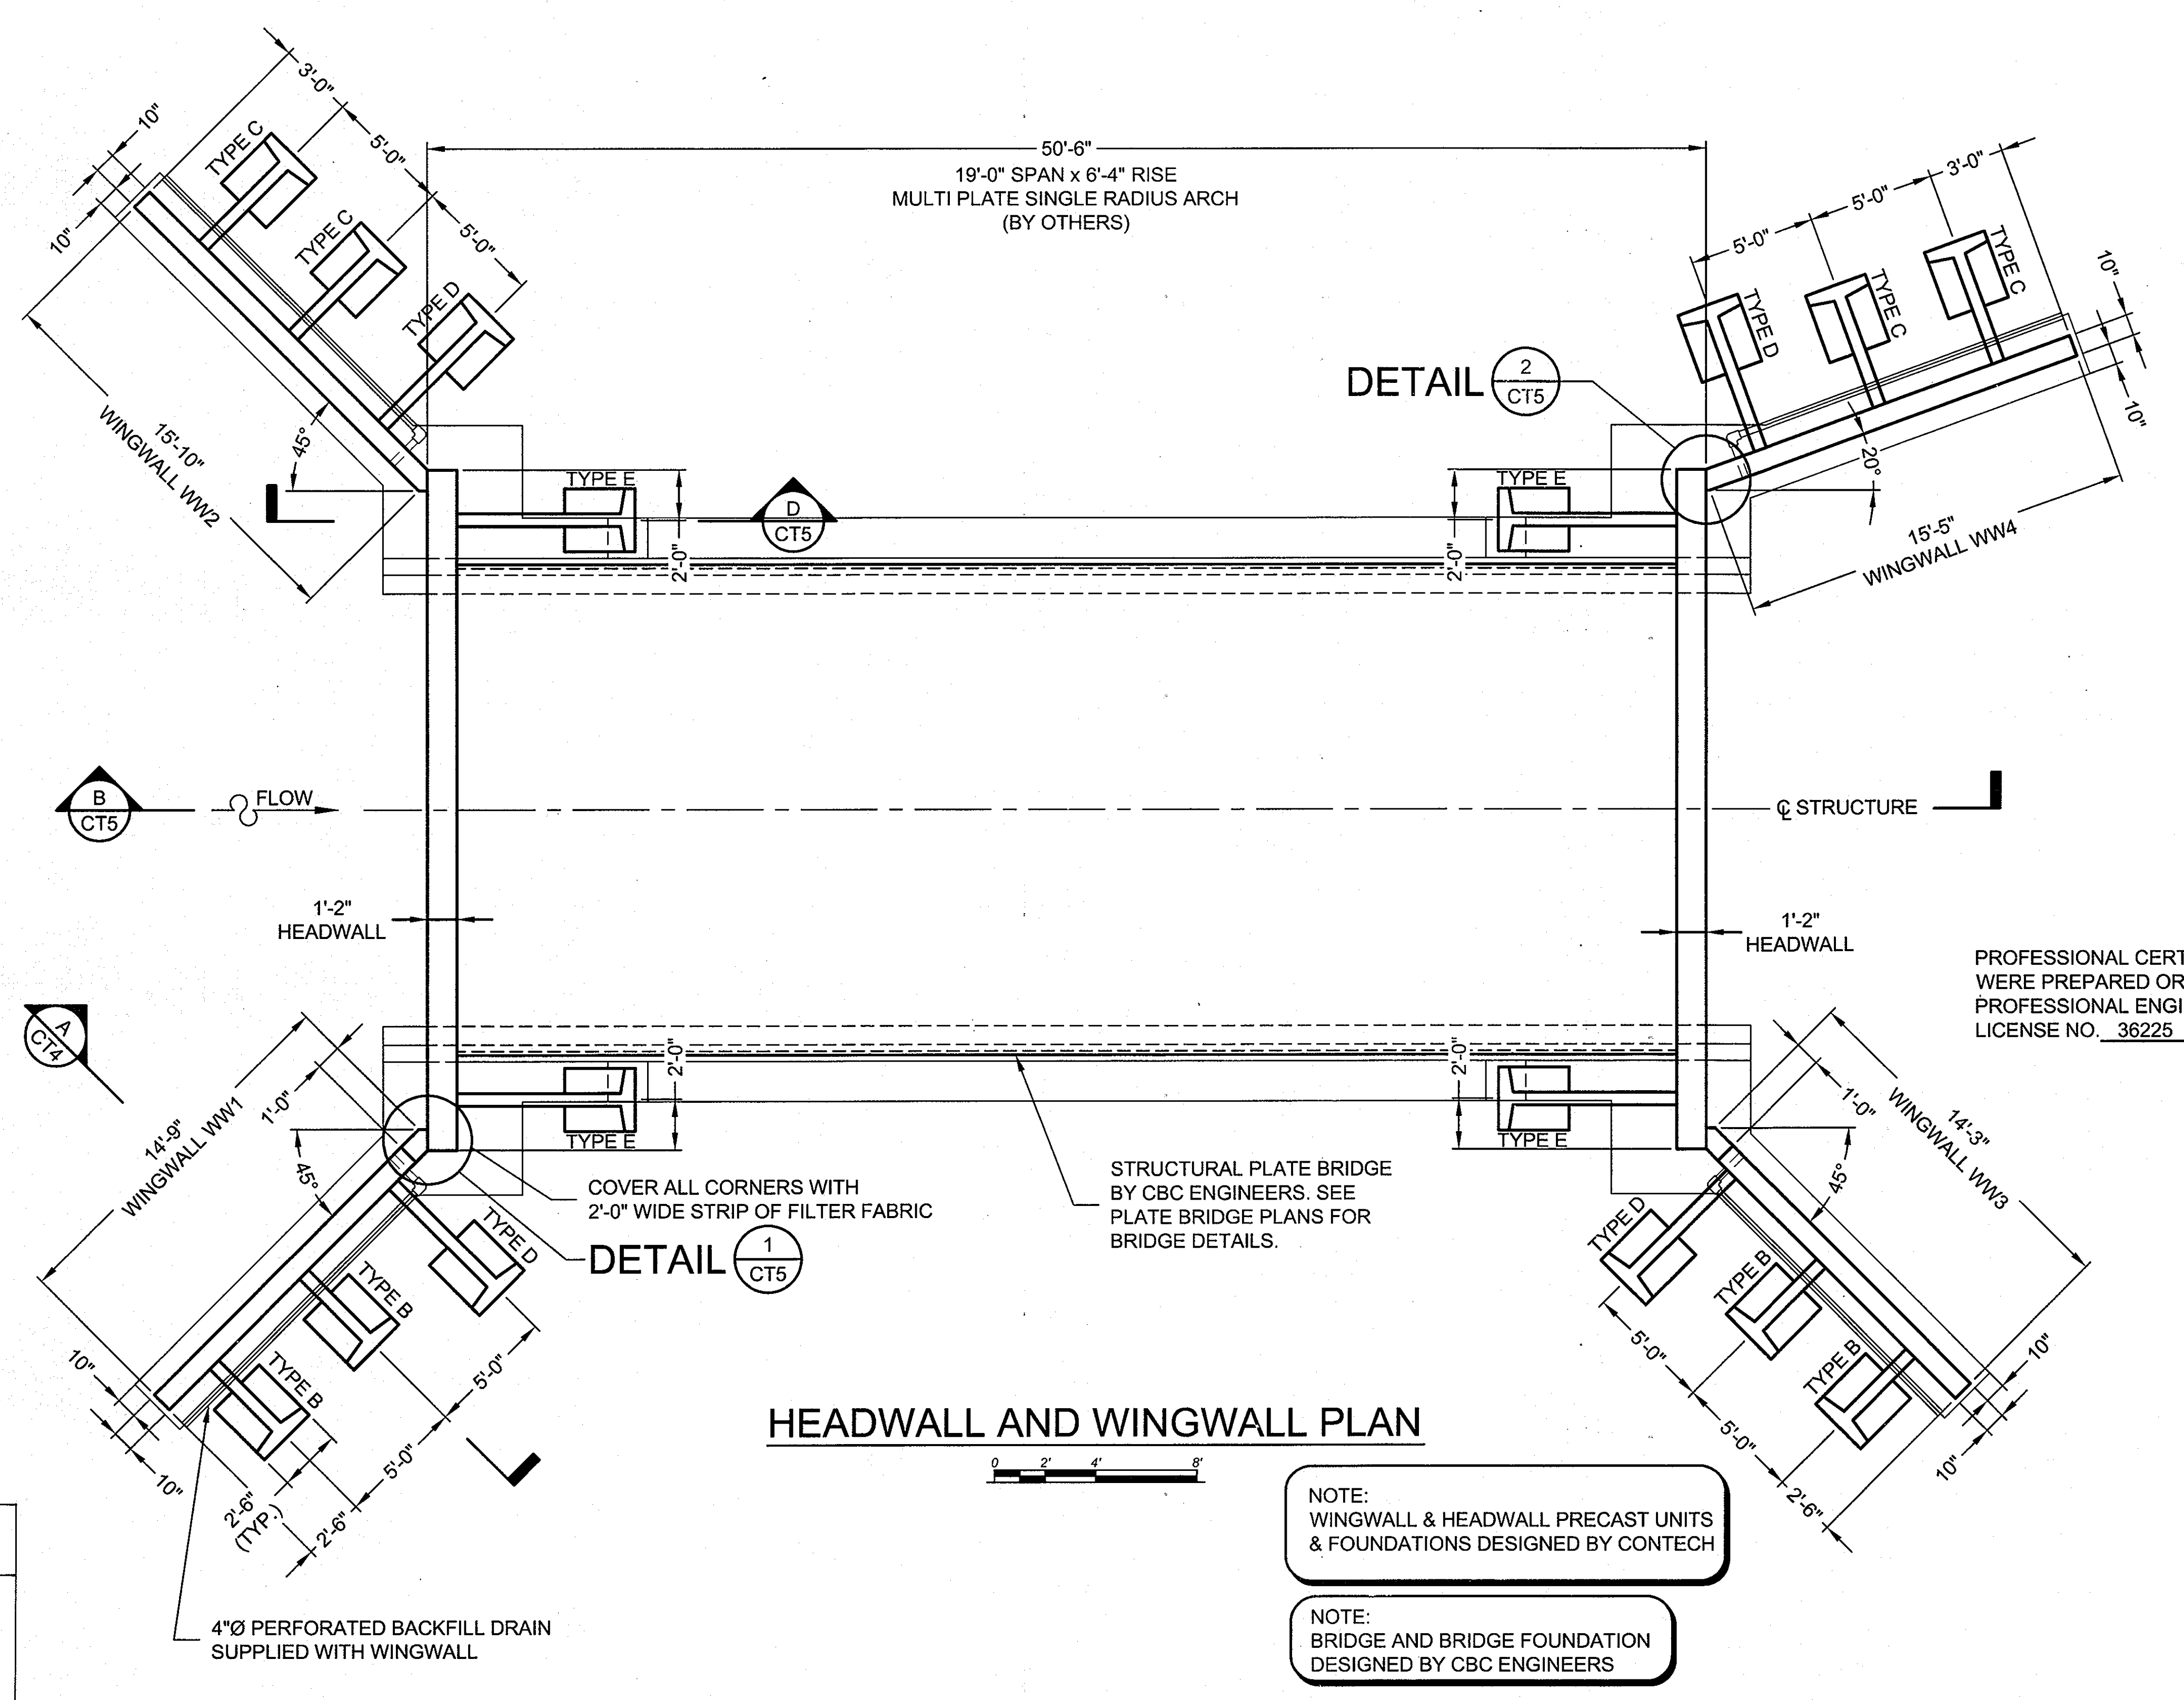 3'-0"
5'-0"
5'-0"
10"
10"
TYPE C
TYPE C
TYPE D
15'-10"
WINGWALL WW2
45°
50'-6"
19'-0" SPAN x 6'-4" RISE
MULTI PLATE SINGLE RADIUS ARCH
(BY OTHERS)
5'-0"
5'-0"
3'-0"
TYPE D
TYPE C
TYPE C
10"
10"
20°
15'-5"
WINGWALL WW4
DETAIL 2
CT5
TYPE E
2'-0"
D
CT5
TYPE E
2'-0"
B
CT5
FLOW
℄ STRUCTURE
1'-2"
HEADWALL
1'-2"
HEADWALL
PROFESSIONAL CERT
WERE PREPARED OR
PROFESSIONAL ENGI
LICENSE NO. 36225
A
CT4
14'-9"
WINGWALL WW1
1'-0"
45°
TYPE E
2'-0"
TYPE E
2'-0"
COVER ALL CORNERS WITH
2'-0" WIDE STRIP OF FILTER FABRIC
DETAIL 1
CT5
STRUCTURAL PLATE BRIDGE
BY CBC ENGINEERS. SEE
PLATE BRIDGE PLANS FOR
BRIDGE DETAILS.
1'-0"
14'-3"
WINGWALL WW3
45°
TYPE D
TYPE B
TYPE B
10"
10"
2'-6"
(TYP.)
2'-6"
5'-0"
5'-0"
TYPE D
TYPE B
TYPE B
5'-0"
5'-0"
2'-6"
10"
10"
HEADWALL AND WINGWALL PLAN
0 2' 4' 8'
NOTE:
WINGWALL & HEADWALL PRECAST UNITS
& FOUNDATIONS DESIGNED BY CONTECH
NOTE:
BRIDGE AND BRIDGE FOUNDATION
DESIGNED BY CBC ENGINEERS
4"Ø PERFORATED BACKFILL DRAIN
SUPPLIED WITH WINGWALL